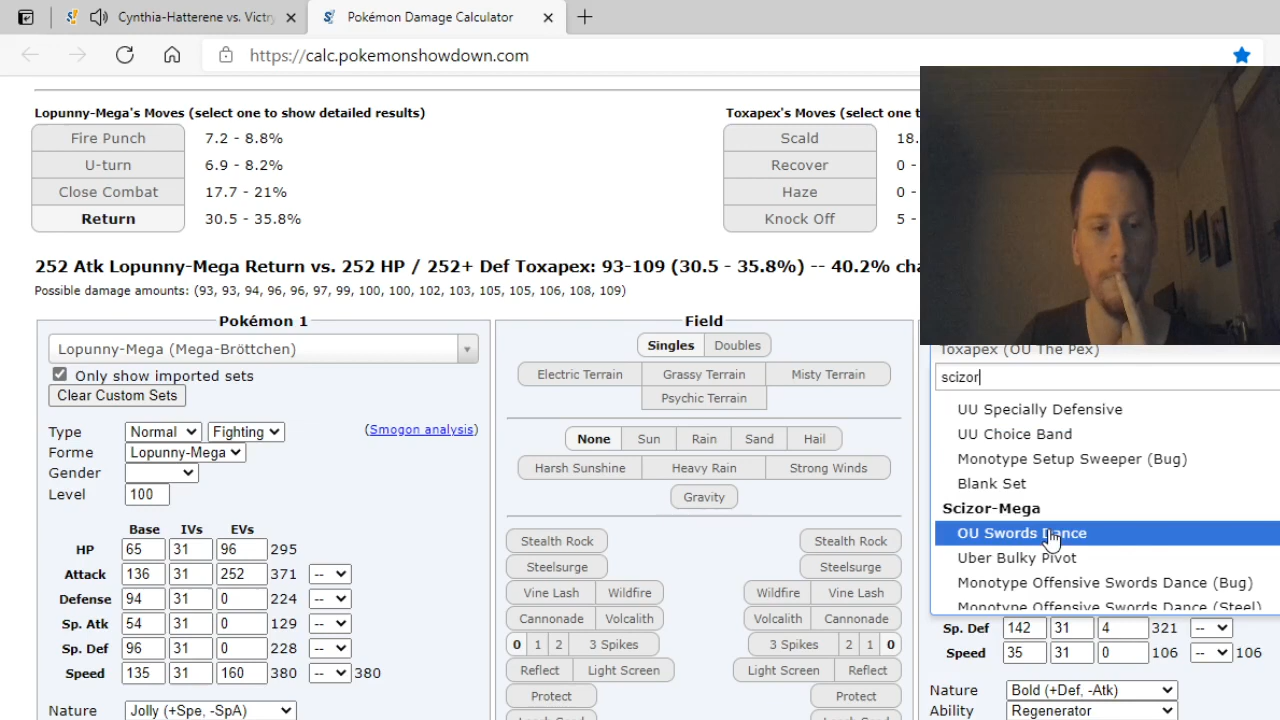 Cynthia-Hatterene vs. Victry
Pokémon Damage Calculator
https://calc.pokemonshowdown.com
Lopunny-Mega's Moves (select one to show detailed results)
Toxapex's Moves (select one t
Fire Punch 7.2 - 8.8%
Scald 18.
U-turn 6.9 - 8.2%
Recover 0 -
Close Combat 17.7 - 21%
Haze 0 -
Return 30.5 - 35.8%
Knock Off 5 -
252 Atk Lopunny-Mega Return vs. 252 HP / 252+ Def Toxapex: 93-109 (30.5 - 35.8%) -- 40.2% cha
Possible damage amounts: (93, 93, 94, 96, 96, 97, 99, 100, 100, 102, 103, 105, 105, 106, 108, 109)
Pokémon 1
Lopunny-Mega (Mega-Bröttchen)
Only show imported sets
Clear Custom Sets
Type Normal Fighting (Smogon analysis)
Forme Lopunny-Mega
Gender
Level 100
Base IVs EVs
HP 65 31 96 295
Attack 136 31 252 371 --
Defense 94 31 0 224 --
Sp. Atk 54 31 0 129 --
Sp. Def 96 31 0 228 --
Speed 135 31 160 380 -- 380
Nature Jolly (+Spe, -SpA)
Field
Singles Doubles
Electric Terrain Grassy Terrain Misty Terrain
Psychic Terrain
None Sun Rain Sand Hail
Harsh Sunshine Heavy Rain Strong Winds
Gravity
Stealth Rock Stealth Rock
Steelsurge Steelsurge
Vine Lash Wildfire Wildfire Vine Lash
Cannonade Volcalith Volcalith Cannonade
0 1 2 3 Spikes 3 Spikes 2 1 0
Reflect Light Screen Light Screen Reflect
Protect Protect
Toxapex (OU The Pex)
scizor
UU Specially Defensive
UU Choice Band
Monotype Setup Sweeper (Bug)
Blank Set
Scizor-Mega
OU Swords Dance
Uber Bulky Pivot
Monotype Offensive Swords Dance (Bug)
Monotype Offensive Swords Dance (Steel)
Sp. Def 142 31 4 321 --
Speed 35 31 0 106 -- 106
Nature Bold (+Def, -Atk)
Ability Regenerator